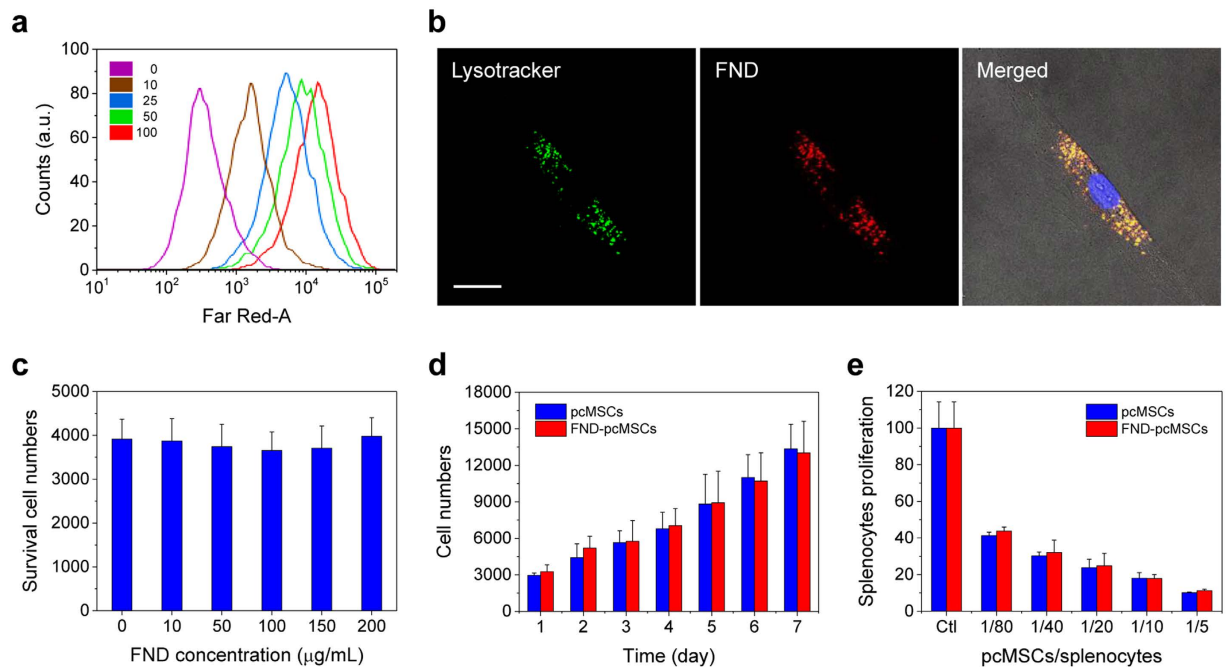 a
100
80
60
40
20
0
0
10
25
50
100
Counts (a.u.)
10¹ 10² 10³ 10⁴ 10⁵
Far Red-A
b
Lysotracker
FND
Merged
c
5000
4000
3000
2000
1000
0
Survival cell numbers
0 10 50 100 150 200
FND concentration (μg/mL)
d
18000
15000
12000
9000
6000
3000
0
pcMSCs
FND-pcMSCs
Cell numbers
1 2 3 4 5 6 7
Time (day)
e
120
100
80
60
40
20
0
pcMSCs
FND-pcMSCs
Splenocytes proliferation
Ctl 1/80 1/40 1/20 1/10 1/5
pcMSCs/splenocytes